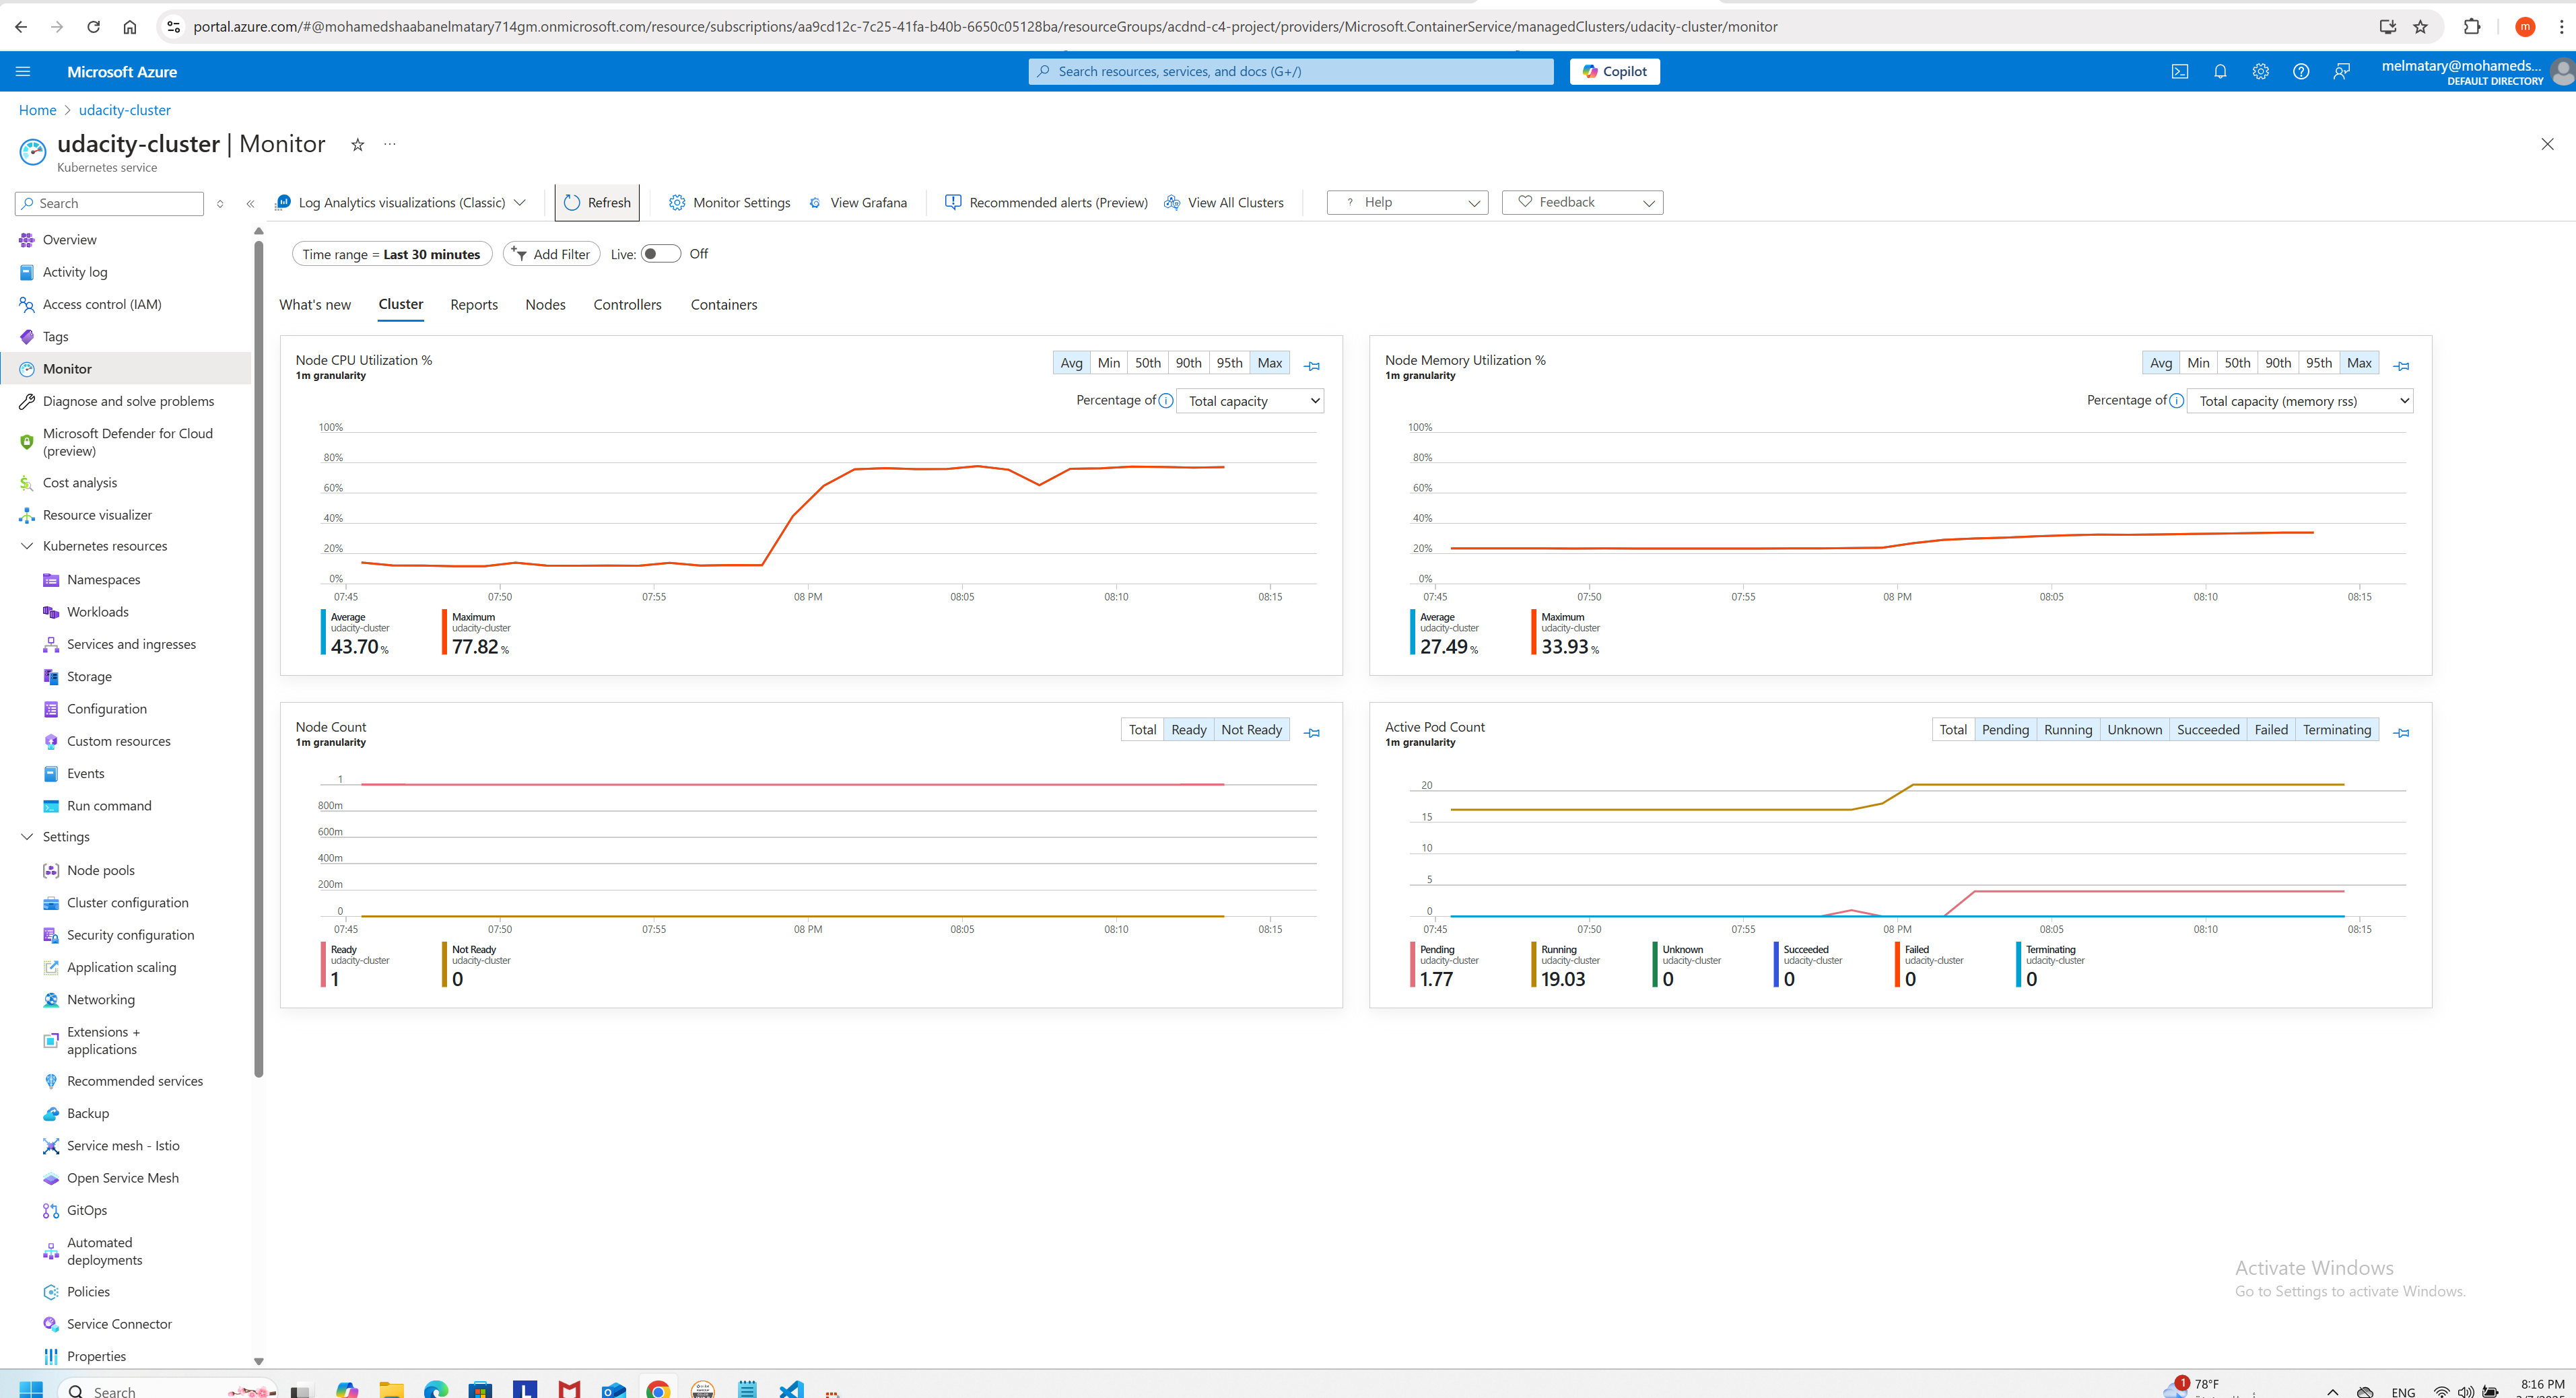 portal.azure.com/#@mohamedshaabanelmatary714gm.onmicrosoft.com/resource/subscriptions/aa9cd12c-7c25-41fa-b40b-6650c05128ba/resourceGroups/acdnd-c4-project/providers/Microsoft.ContainerService/managedClusters/udacity-cluster/monitor
m
Microsoft Azure
Search resources, services, and docs (G+/)
Copilot
melmatary@mohameds...
DEFAULT DIRECTORY
Home > udacity-cluster
udacity-cluster | Monitor
Kubernetes service
Search
Log Analytics visualizations (Classic)
Refresh
Monitor Settings
View Grafana
Recommended alerts (Preview)
View All Clusters
? Help
Feedback
Overview
Activity log
Access control (IAM)
Tags
Monitor
Diagnose and solve problems
Microsoft Defender for Cloud
(preview)
Cost analysis
Resource visualizer
Kubernetes resources
Namespaces
Workloads
Services and ingresses
Storage
Configuration
Custom resources
Events
Run command
Settings
Node pools
Cluster configuration
Security configuration
Application scaling
Networking
Extensions +
applications
Recommended services
Backup
Service mesh - Istio
Open Service Mesh
GitOps
Automated
deployments
Policies
Service Connector
Properties
Time range = Last 30 minutes
Add Filter
Live: Off
What's new Cluster Reports Nodes Controllers Containers
Node CPU Utilization %
1m granularity
Avg Min 50th 90th 95th Max
Percentage of Total capacity
100%
80%
60%
40%
20%
0%
07:45 07:50 07:55 08 PM 08:05 08:10 08:15
Average
udacity-cluster
43.70 %
Maximum
udacity-cluster
77.82 %
Node Memory Utilization %
1m granularity
Avg Min 50th 90th 95th Max
Percentage of Total capacity (memory rss)
100%
80%
60%
40%
20%
0%
07:45 07:50 07:55 08 PM 08:05 08:10 08:15
Average
udacity-cluster
27.49 %
Maximum
udacity-cluster
33.93 %
Node Count
1m granularity
Total Ready Not Ready
1
800m
600m
400m
200m
0
07:45 07:50 07:55 08 PM 08:05 08:10 08:15
Ready
udacity-cluster
1
Not Ready
udacity-cluster
0
Active Pod Count
1m granularity
Total Pending Running Unknown Succeeded Failed Terminating
20
15
10
5
0
07:45 07:50 07:55 08 PM 08:05 08:10 08:15
Pending
udacity-cluster
1.77
Running
udacity-cluster
19.03
Unknown
udacity-cluster
0
Succeeded
udacity-cluster
0
Failed
udacity-cluster
0
Terminating
udacity-cluster
0
Activate Windows
Go to Settings to activate Windows.
Search
1
78°F
ENG
8:16 PM